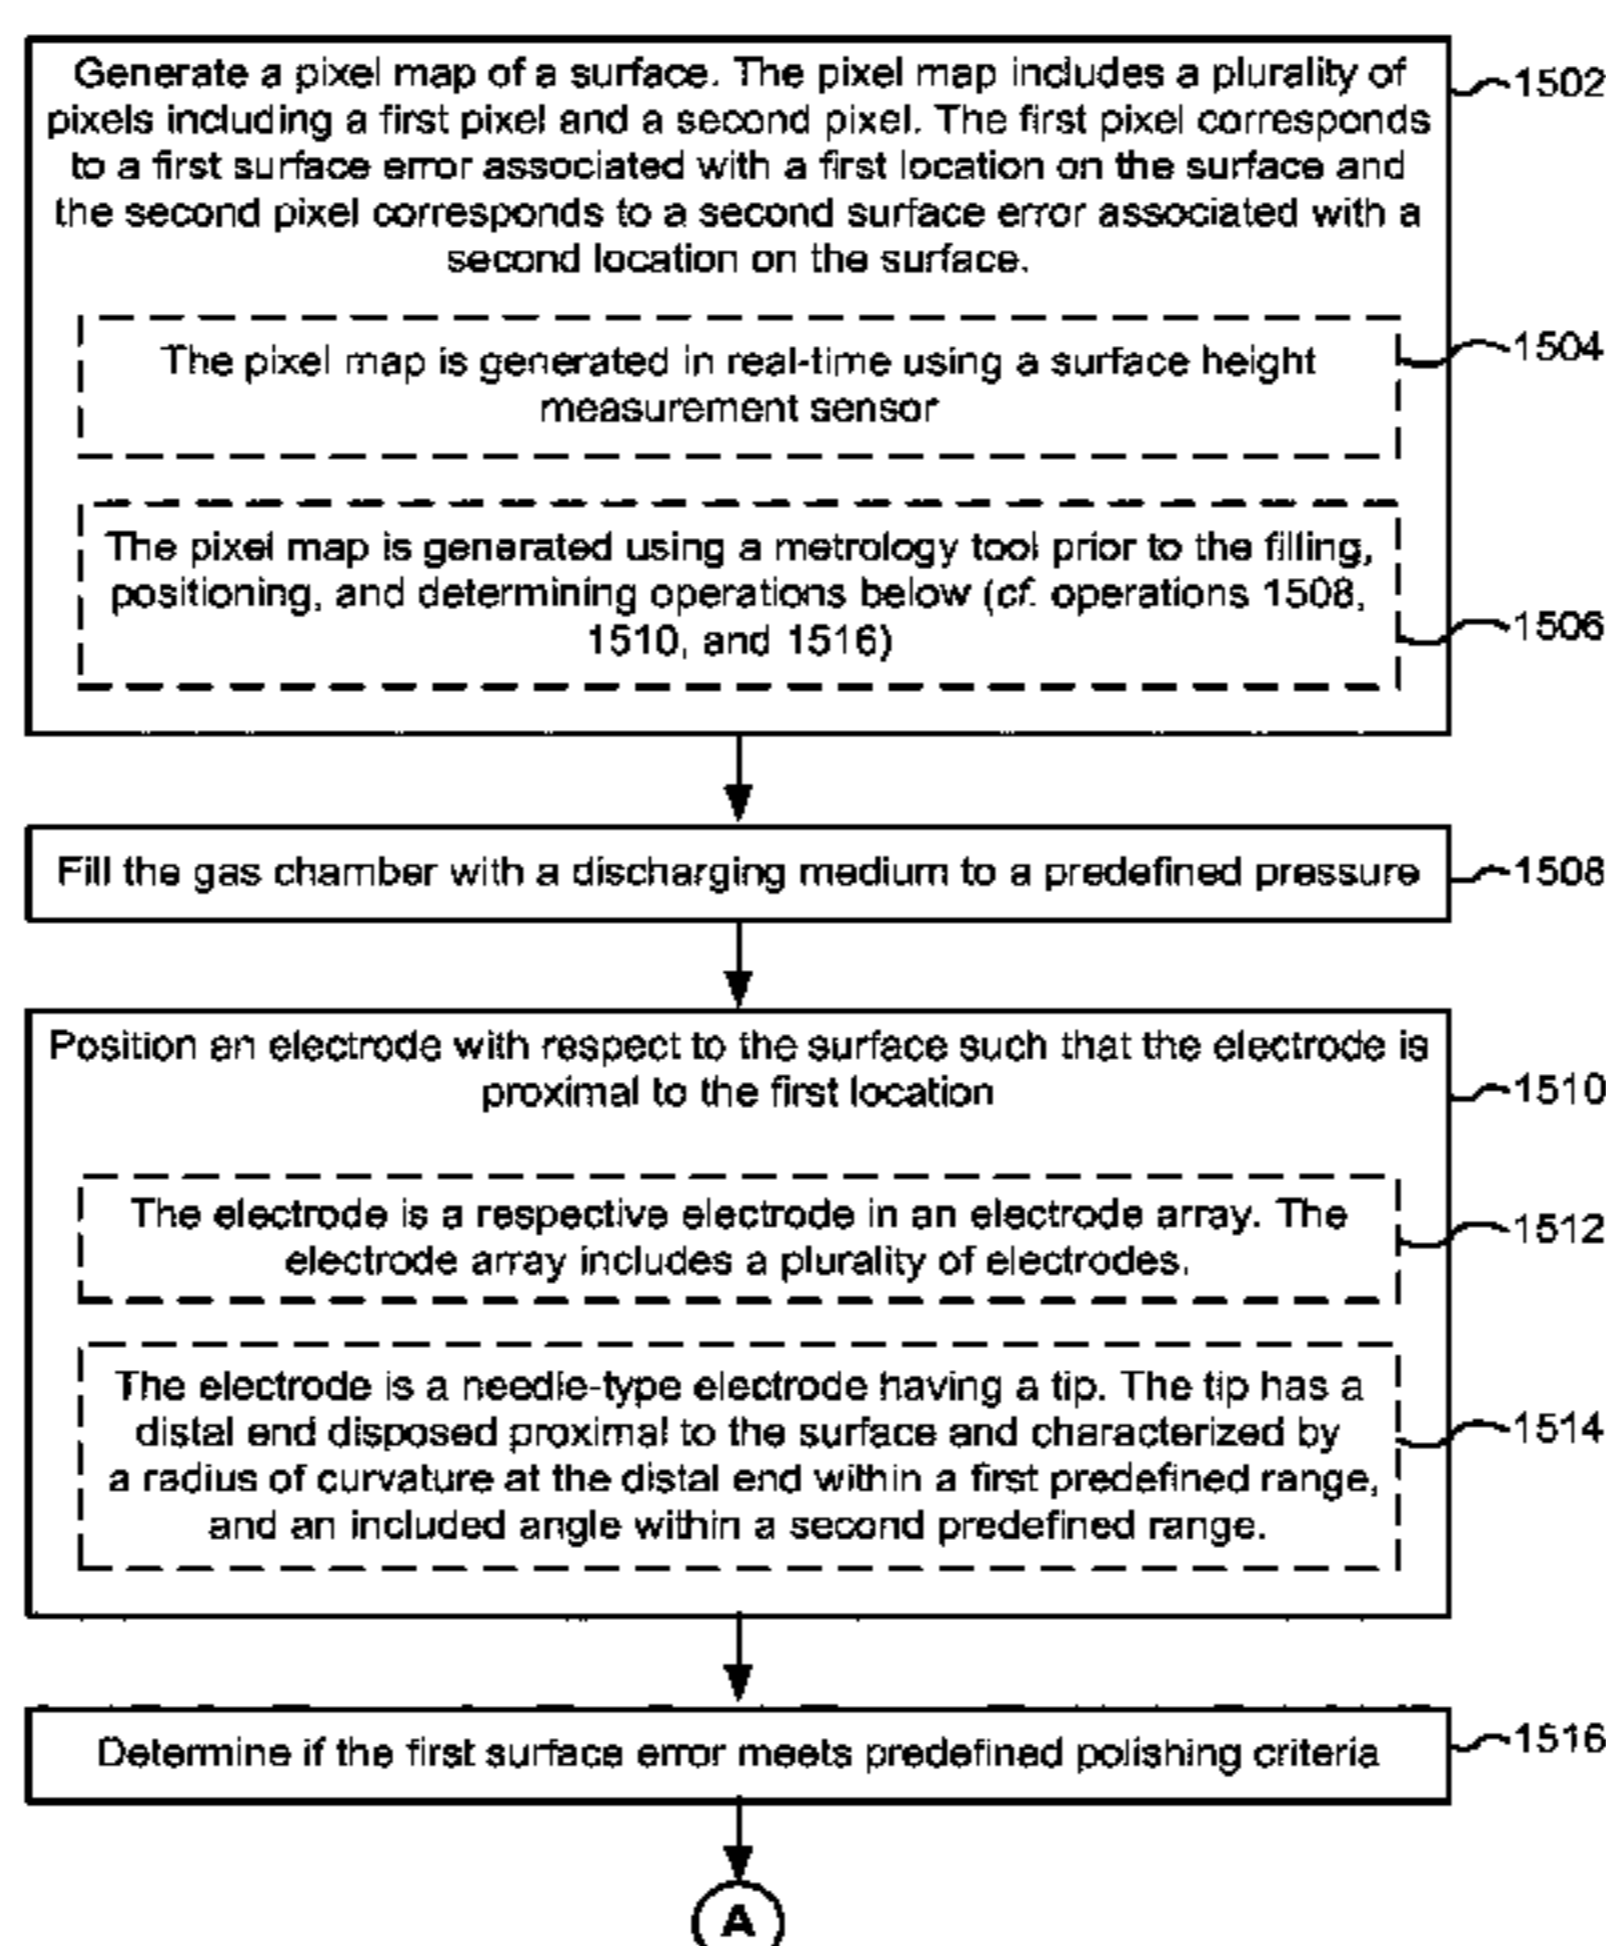 Generate a pixel map of a surface. The pixel map includes a plurality of
pixels including a first pixel and a second pixel. The first pixel corresponds
to a first surface error associated with a first location on the surface and
the second pixel corresponds to a second surface error associated with a
second location on the surface.
1502
The pixel map is generated in real-time using a surface height
measurement sensor
1504
The pixel map is generated using a metrology tool prior to the filling,
positioning, and determining operations below (cf. operations 1508,
1510, and 1516)
1506
Fill the gas chamber with a discharging medium to a predefined pressure
1508
Position an electrode with respect to the surface such that the electrode is
proximal to the first location
1510
The electrode is a respective electrode in an electrode array. The
electrode array includes a plurality of electrodes.
1512
The electrode is a needle-type electrode having a tip. The tip has a
distal end disposed proximal to the surface and characterized by
a radius of curvature at the distal end within a first predefined range,
and an included angle within a second predefined range.
1514
Determine if the first surface error meets predefined polishing criteria
1516
A